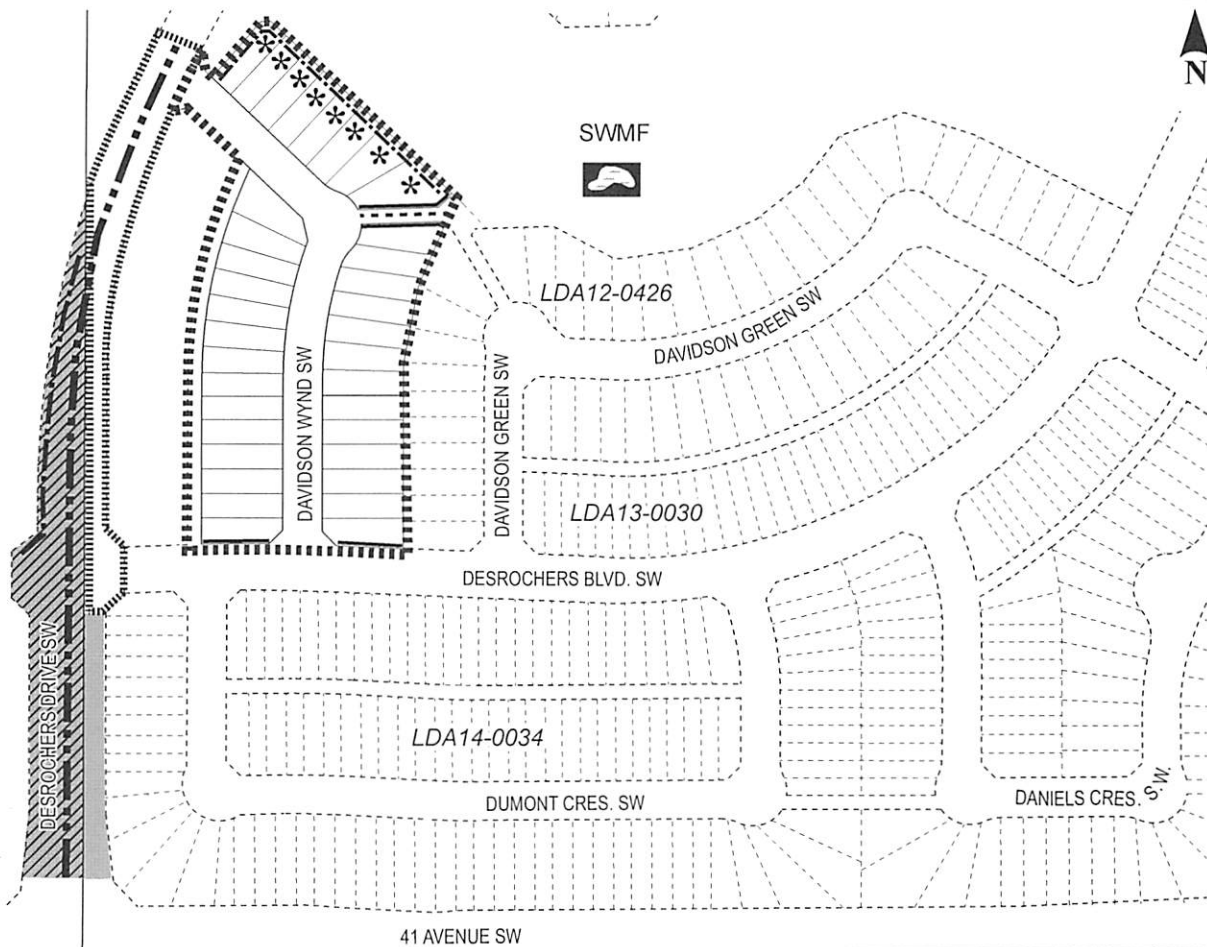 N
SWMF
LDA12-0426
DAVIDSON GREEN SW
DAVIDSON WYND SW
DAVIDSON GREEN SW
LDA13-0030
DESROCHERS BLVD. SW
DESROCHERS DRIVE SW
LDA14-0034
DUMONT CRES. SW
DANIELS CRES. S.W.
41 AVENUE SW